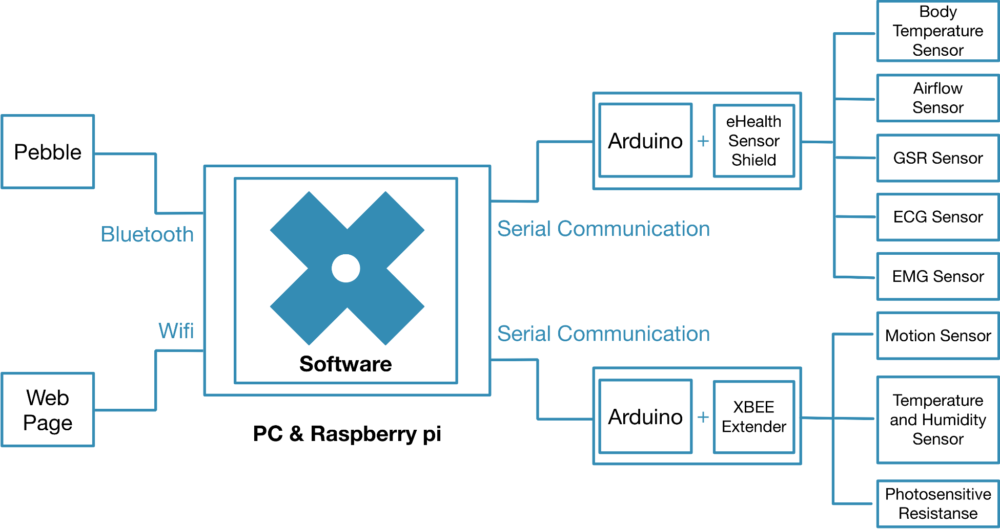 Pebble
Bluetooth
Wifi
Web
Page
Software
PC & Raspberry pi
Serial Communication
Serial Communication
Arduino
+
eHealth
Sensor
Shield
Arduino
+
XBEE
Extender
Body
Temperature
Sensor
Airflow
Sensor
GSR Sensor
ECG Sensor
EMG Sensor
Motion Sensor
Temperature
and Humidity
Sensor
Photosensitive
Resistanse